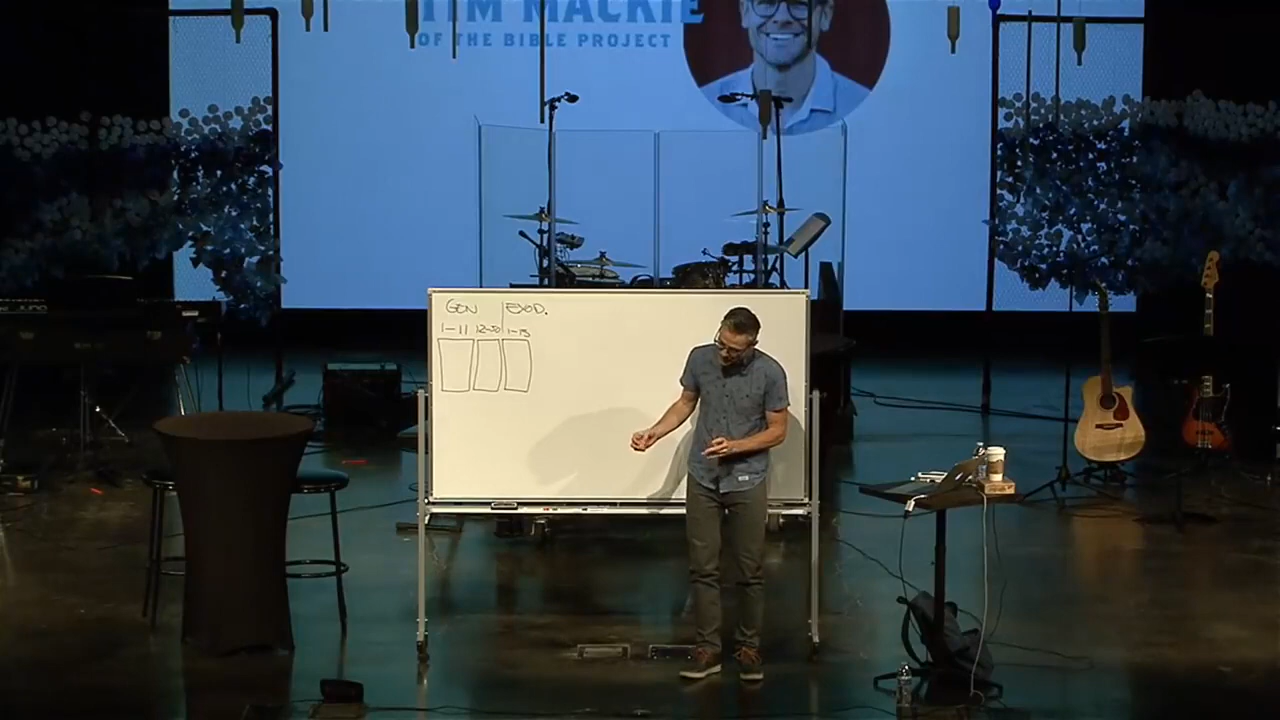 TIM MACKIE
OF THE BIBLE PROJECT
GEN EXOD.
1-11 12-50 1-15